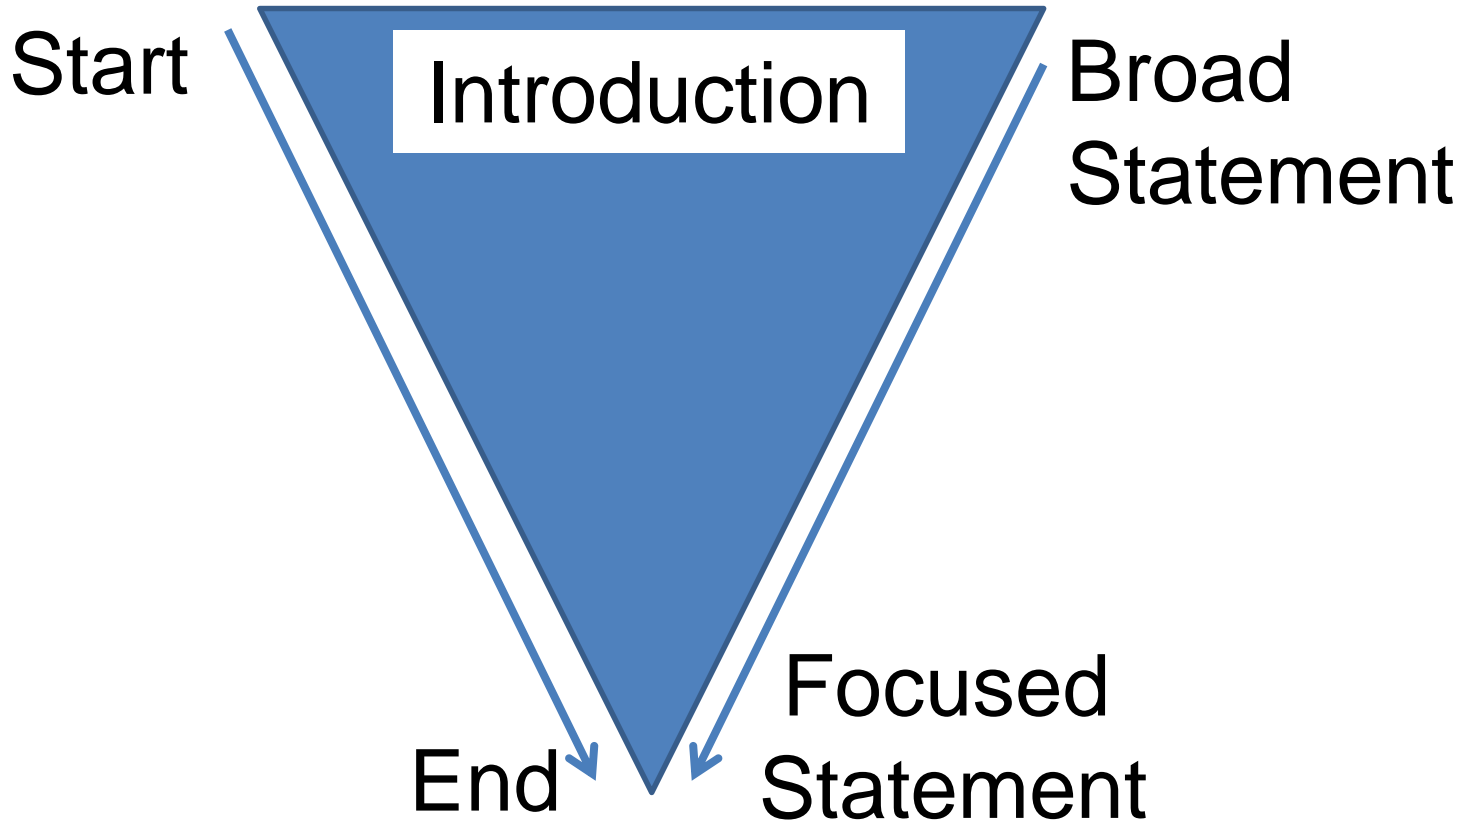 Start
Introduction
Broad
Statement
Focused
Statement
End